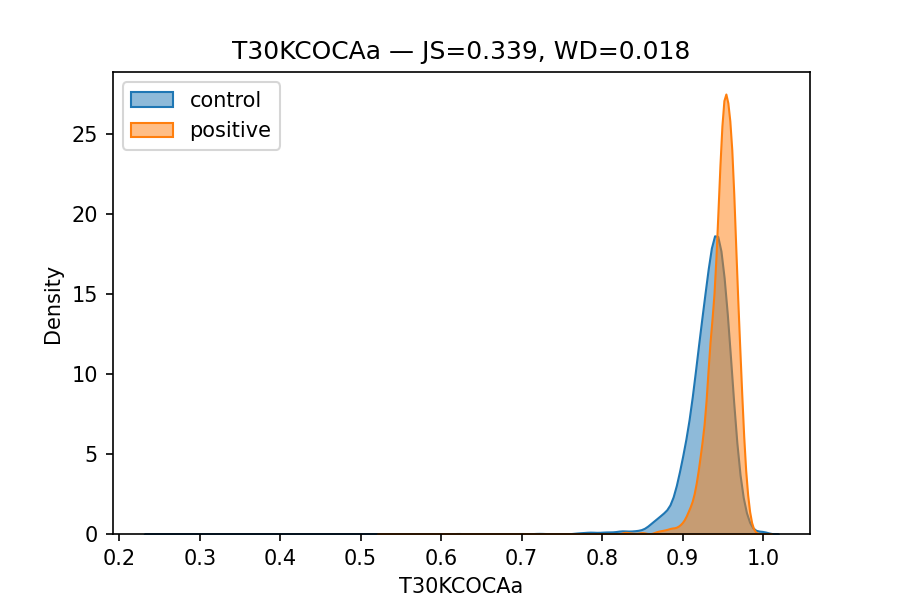 T30KCOCAa — JS=0.339, WD=0.018
control
positive
Density
25
20
15
10
5
0
0.2 0.3 0.4 0.5 0.6 0.7 0.8 0.9 1.0
T30KCOCAa